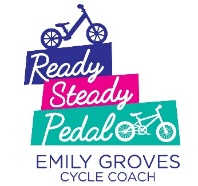 Ready
Steady
Pedal
EMILY GROVES
CYCLE COACH